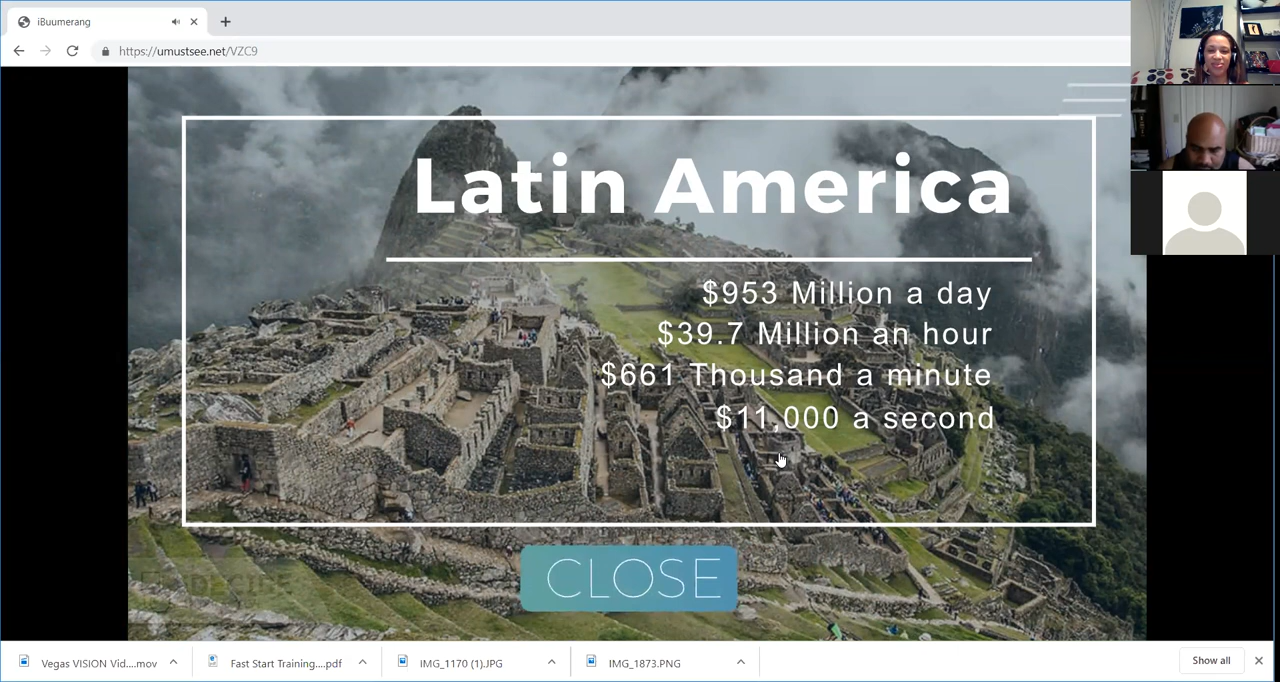 iBuumerang
https://umustsee.net/VZC9
Latin America
$953 Million a day
$39.7 Million an hour
$661 Thousand a minute
$11,000 a second
CLOSE
Vegas VISION Vid....mov
Fast Start Training....pdf
IMG_1170 (1).JPG
IMG_1873.PNG
Show all